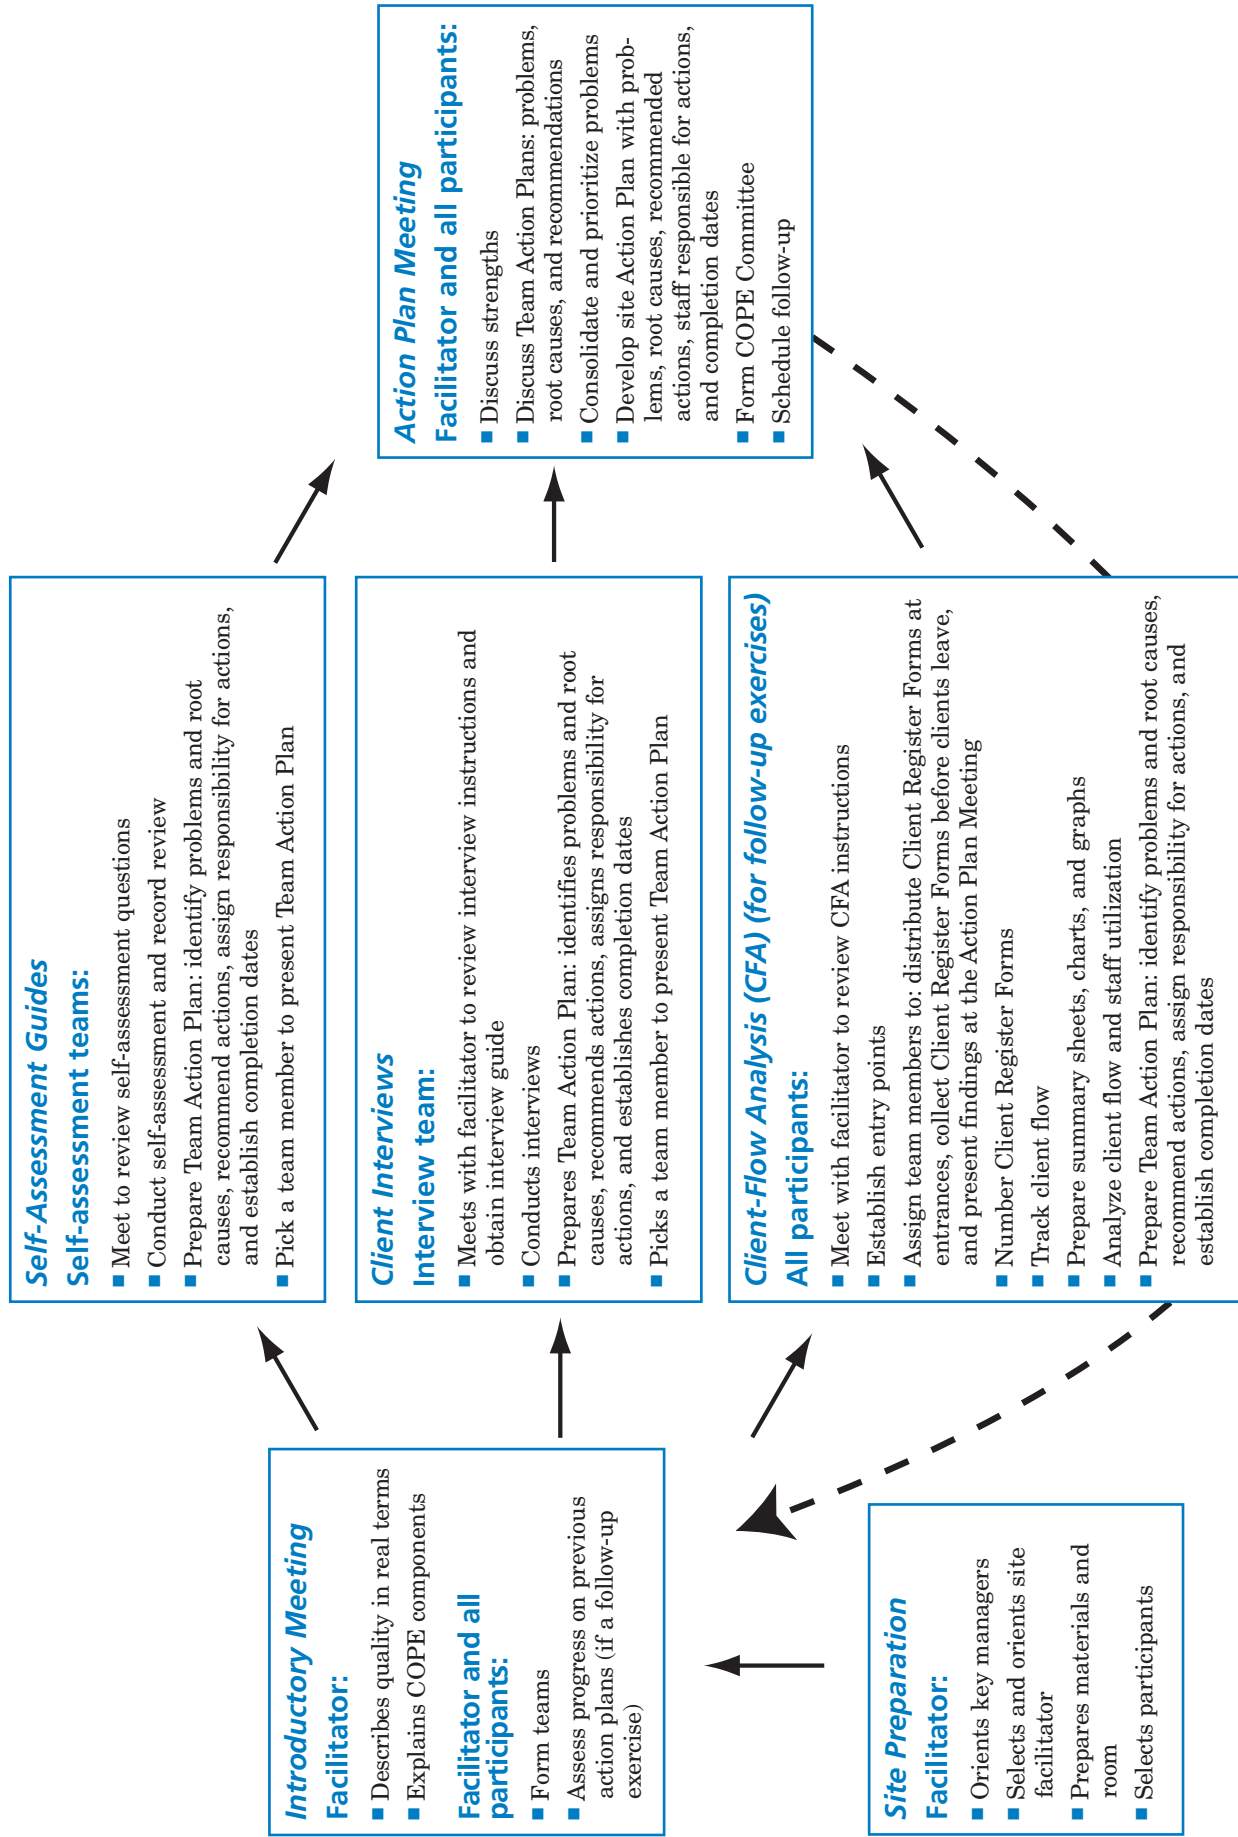 Introductory Meeting
Facilitator:
■ Describes quality in real terms
■ Explains COPE components
Facilitator and all
participants:
■ Form teams
■ Assess progress on previous
action plans (if a follow-up
exercise)
Site Preparation
Facilitator:
■ Orients key managers
■ Selects and orients site
facilitator
■ Prepares materials and
room
■ Selects participants
Self-Assessment Guides
Self-assessment teams:
■ Meet to review self-assessment questions
■ Conduct self-assessment and record review
■ Prepare Team Action Plan: identify problems and root
causes, recommend actions, assign responsibility for actions,
and establish completion dates
■ Pick a team member to present Team Action Plan
Client Interviews
Interview team:
■ Meets with facilitator to review interview instructions and
obtain interview guide
■ Conducts interviews
■ Prepares Team Action Plan: identifies problems and root
causes, recommends actions, assigns responsibility for
actions, and establishes completion dates
■ Picks a team member to present Team Action Plan
Client-Flow Analysis (CFA) (for follow-up exercises)
All participants:
■ Meet with facilitator to review CFA instructions
■ Establish entry points
■ Assign team members to: distribute Client Register Forms at
entrances, collect Client Register Forms before clients leave,
and present findings at the Action Plan Meeting
■ Number Client Register Forms
■ Track client flow
■ Prepare summary sheets, charts, and graphs
■ Analyze client flow and staff utilization
■ Prepare Team Action Plan: identify problems and root causes,
recommend actions, assign responsibility for actions, and
establish completion dates
Action Plan Meeting
Facilitator and all participants:
■ Discuss strengths
■ Discuss Team Action Plans: problems,
root causes, and recommendations
■ Consolidate and prioritize problems
■ Develop site Action Plan with prob-
lems, root causes, recommended
actions, staff responsible for actions,
and completion dates
■ Form COPE Committee
■ Schedule follow-up